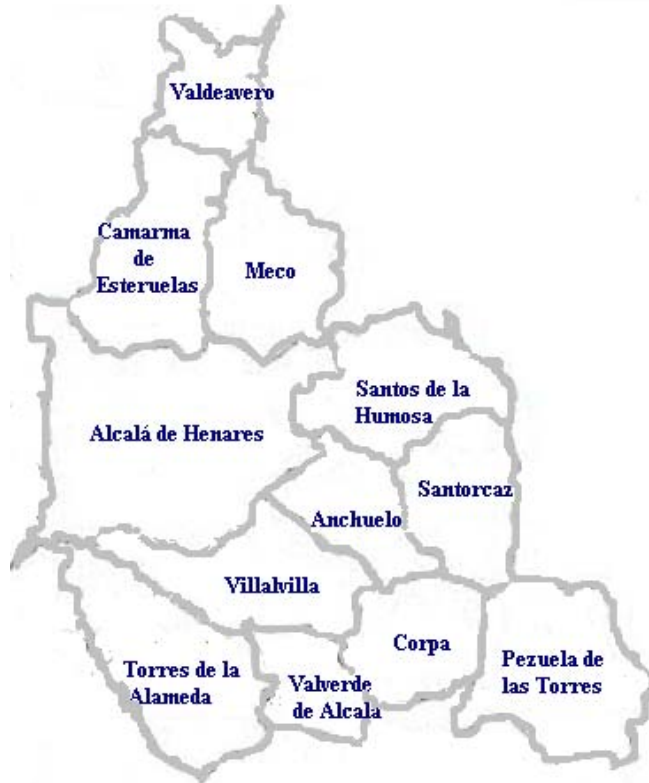 Valdeavero
Camarma
de
Esteruelas
Meco
Santos de la
Humosa
Alcalá de Henares
Santorcaz
Anchuelo
Villalvilla
Corpa
Pezuela de
las Torres
Torres de la
Alameda
Valverde
de Alcala